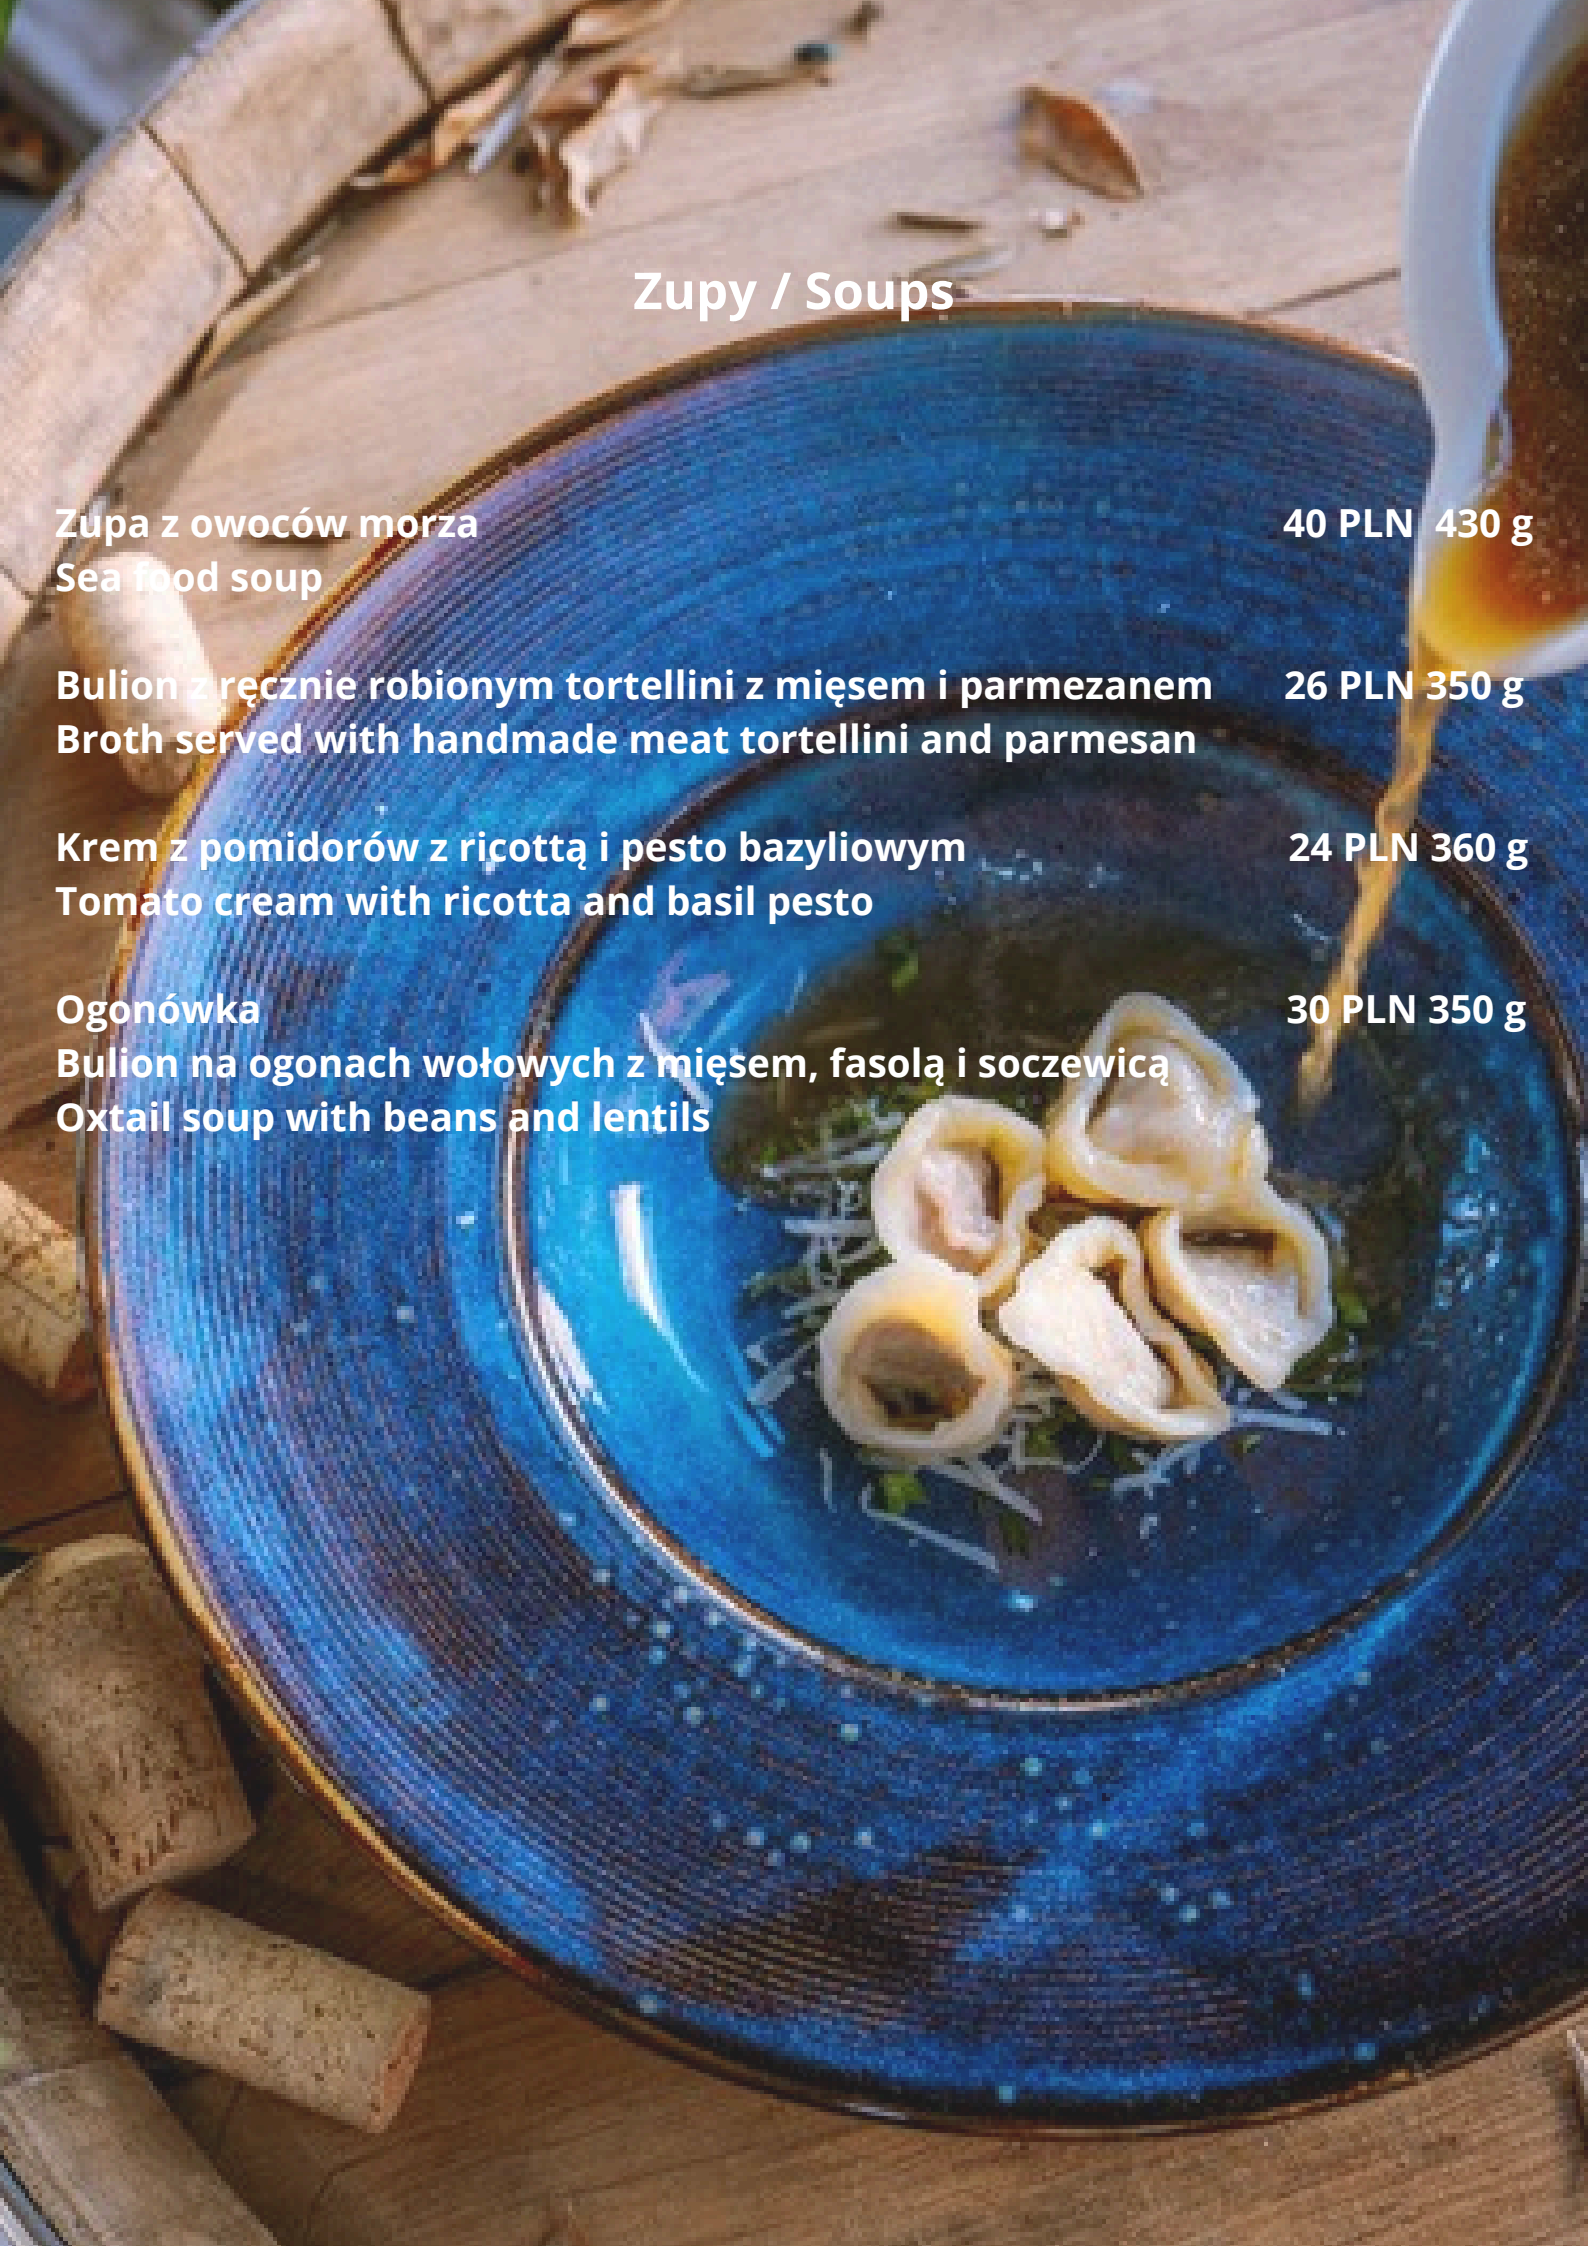 Zupy / Soups
Zupa z owoców morza 40 PLN 430 g
Sea food soup
Bulion z ręcznie robionym tortellini z mięsem i parmezanem 26 PLN 350 g
Broth served with handmade meat tortellini and parmesan
Krem z pomidorów z ricottą i pesto bazyliowym 24 PLN 360 g
Tomato cream with ricotta and basil pesto
Ogonówka 30 PLN 350 g
Bulion na ogonach wołowych z mięsem, fasolą i soczewicą
Oxtail soup with beans and lentils